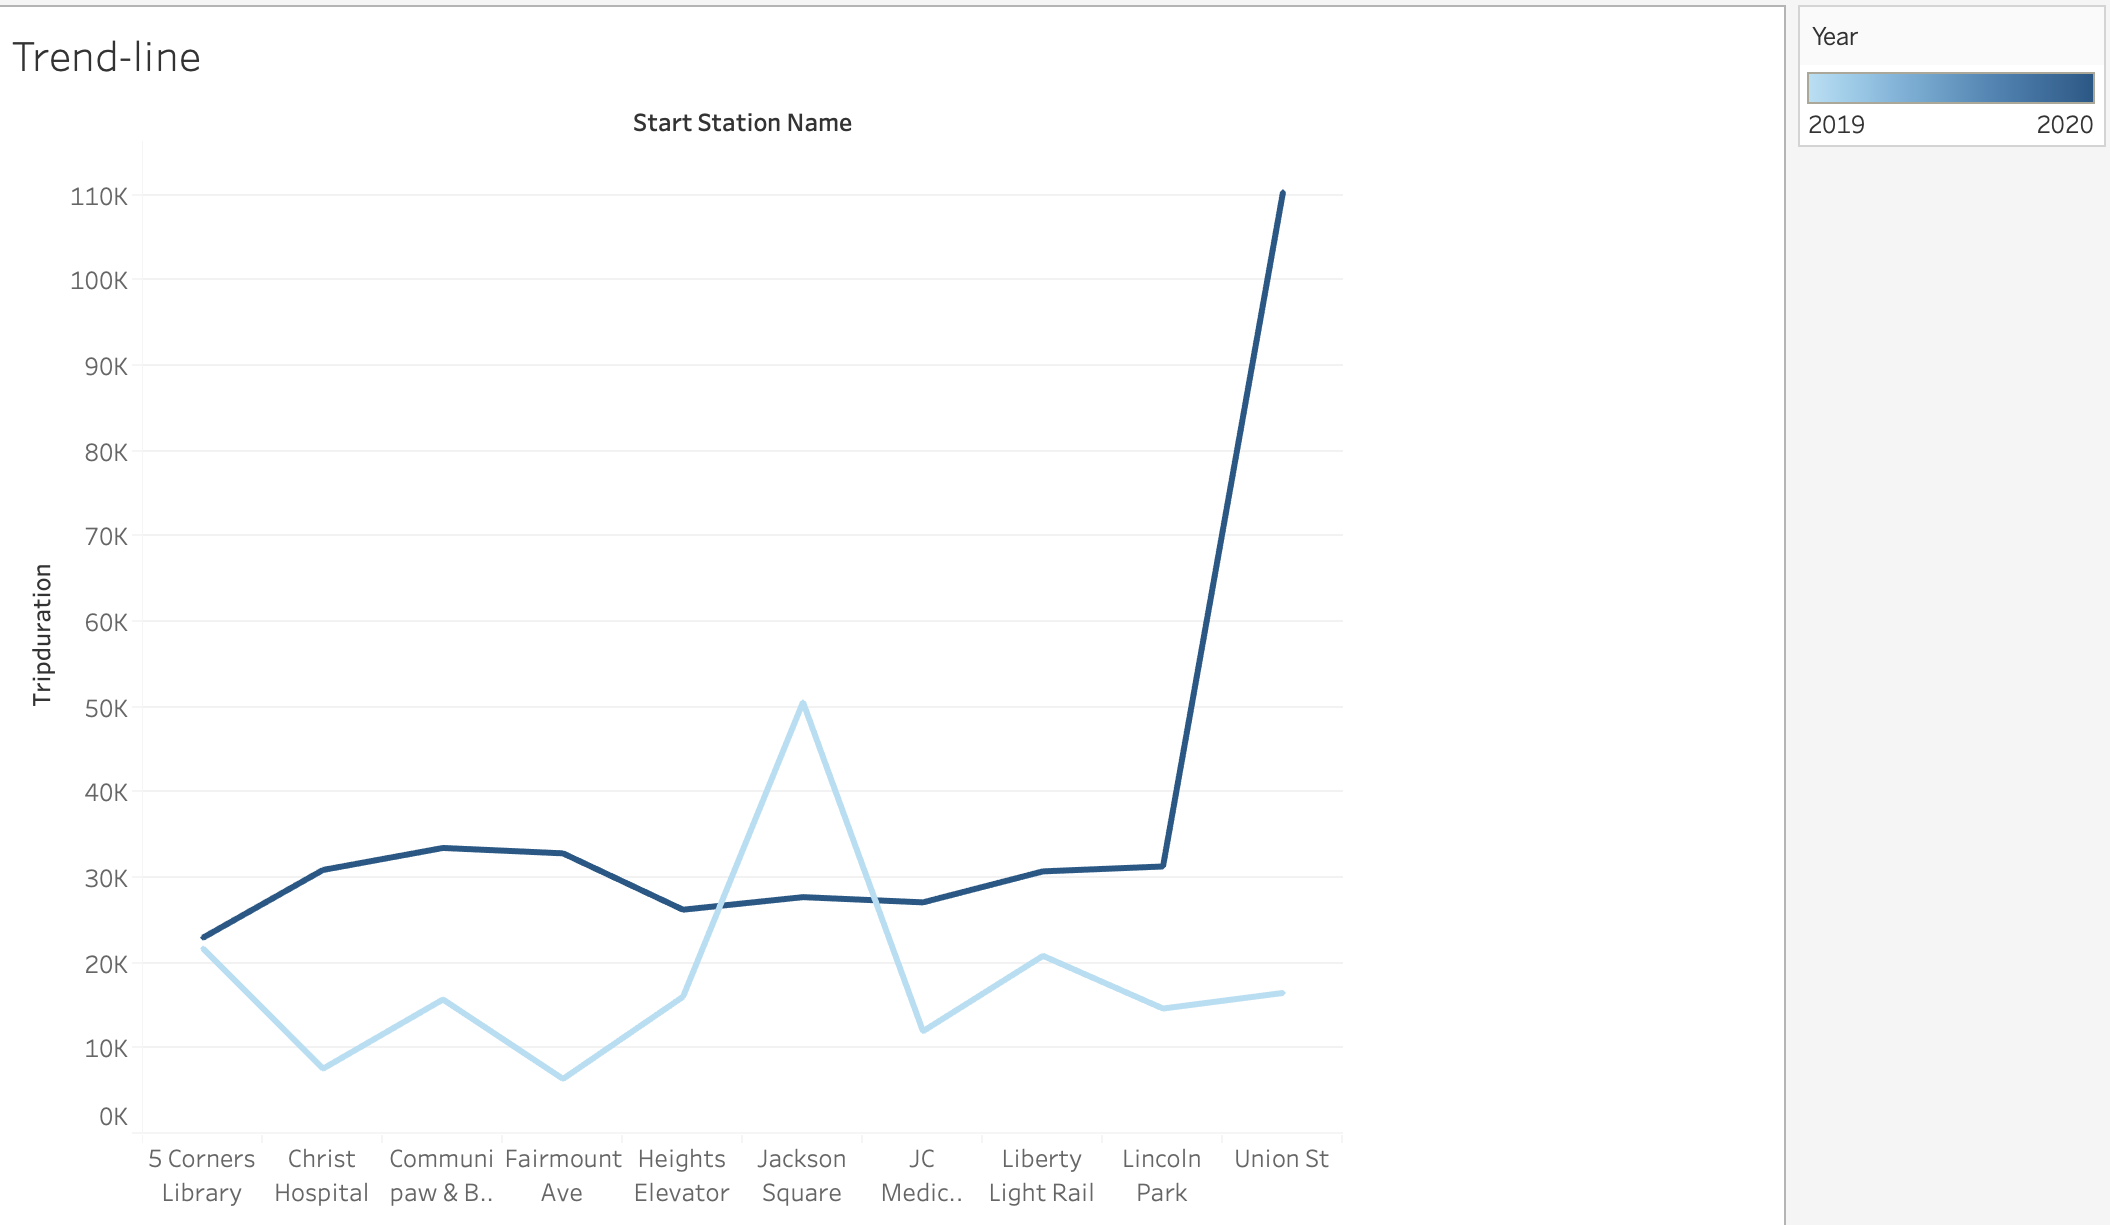 Trend-line
Year
2019 2020
Start Station Name
110K
100K
90K
80K
70K
60K
50K
40K
30K
20K
10K
0K
Tripduration
5 Corners Library
Christ Hospital
Communi paw & B..
Fairmount Ave
Heights Elevator
Jackson Square
JC Medic..
Liberty Light Rail
Lincoln Park
Union St